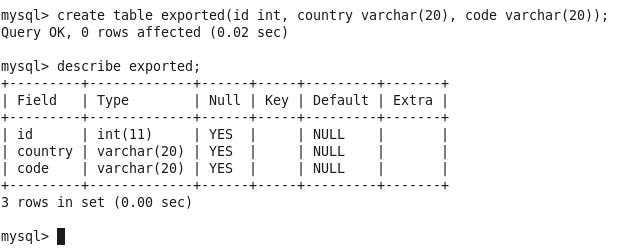 mysql> create table exported(id int, country varchar(20), code varchar(20));
Query OK, 0 rows affected (0.02 sec)
mysql> describe exported;
+---------+-------------+------+-----+---------+-------+
| Field   | Type        | Null | Key | Default | Extra |
+---------+-------------+------+-----+---------+-------+
| id      | int(11)     | YES  |     | NULL    |       |
| country | varchar(20) | YES  |     | NULL    |       |
| code    | varchar(20) | YES  |     | NULL    |       |
+---------+-------------+------+-----+---------+-------+
3 rows in set (0.00 sec)
mysql>